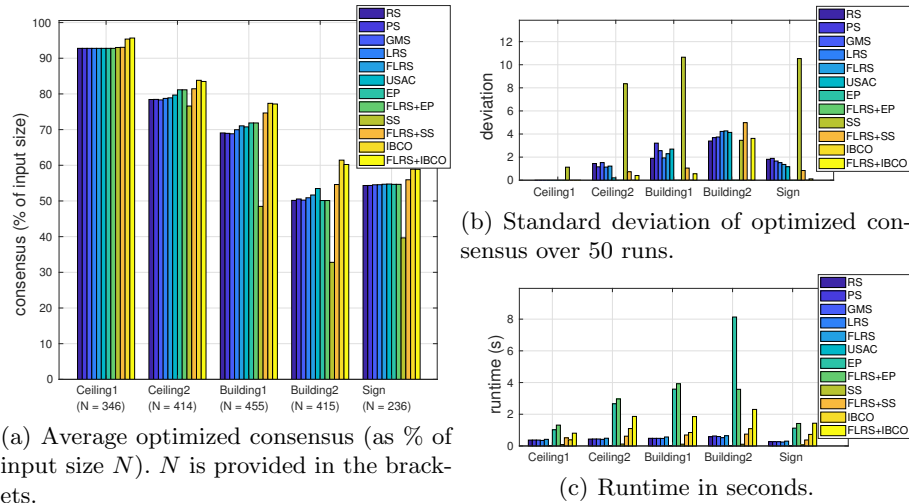 100
90
80
70
60
50
40
30
20
10
0
consensus (% of input size)
Ceiling1
(N = 346)
Ceiling2
(N = 414)
Building1
(N = 455)
Building2
(N = 415)
Sign
(N = 236)
RS
PS
GMS
LRS
FLRS
USAC
EP
FLRS+EP
SS
FLRS+SS
IBCO
FLRS+IBCO
(a) Average optimized consensus (as % of
input size N). N is provided in the brack-
ets.
12
10
8
6
4
2
0
deviation
Ceiling1
Ceiling2
Building1
Building2
Sign
RS
PS
GMS
LRS
FLRS
USAC
EP
FLRS+EP
SS
FLRS+SS
IBCO
FLRS+IBCO
(b) Standard deviation of optimized con-
sensus over 50 runs.
8
6
4
2
0
runtime (s)
Ceiling1
Ceiling2
Building1
Building2
Sign
RS
PS
GMS
LRS
FLRS
USAC
EP
FLRS+EP
SS
FLRS+SS
IBCO
FLRS+IBCO
(c) Runtime in seconds.